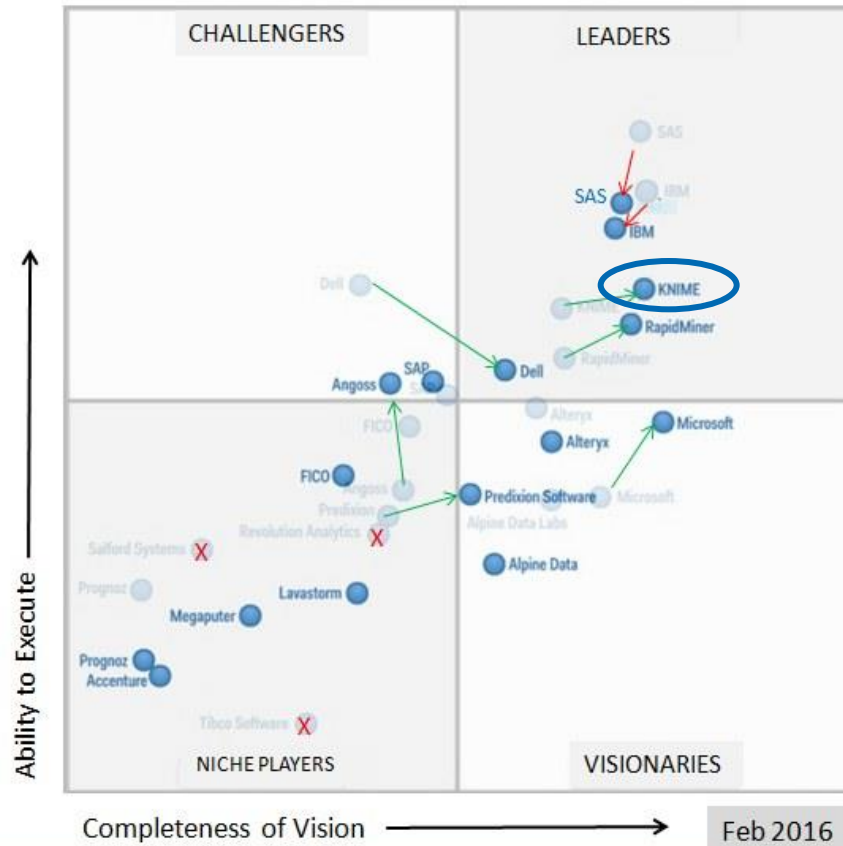 CHALLENGERS
LEADERS
SAS
IBM
SAS
IBM
Dell
KNIME
KNIME
RapidMiner
RapidMiner
SAP
Angoss
Dell
SAP
Alteryx
FICO
Microsoft
Alteryx
FICO
Angoss
Predixion Software
Microsoft
Predixion
Alpine Data Labs
Revolution Analytics
X
Salford Systems
X
Alpine Data
Prognoz
Lavastorm
Megaputer
Prognoz
Accenture
Tibco Software
X
NICHE PLAYERS
VISIONARIES
Ability to Execute
Completeness of Vision
Feb 2016